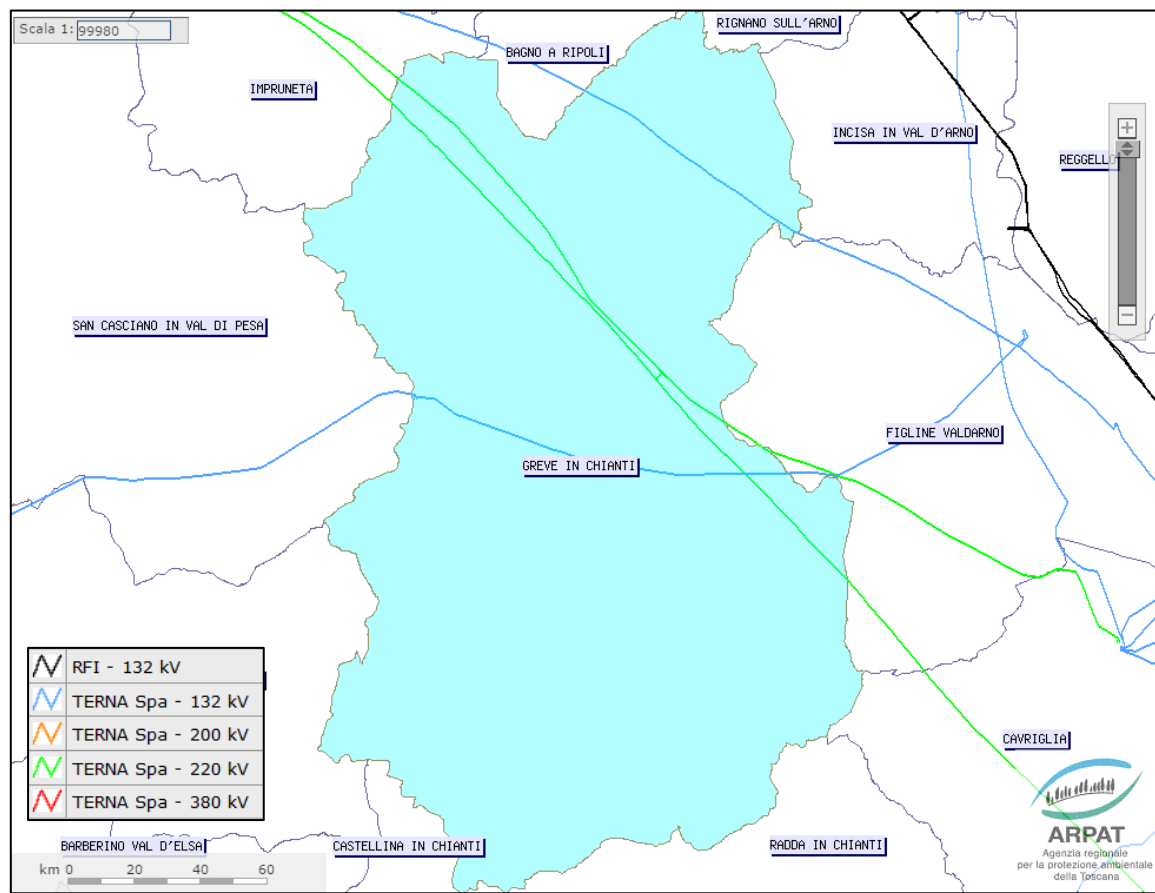 Scala 1: 99980
RIGNANO SULL'ARNO
BAGNO A RIPOLI
IMPRUNETA
INCISA IN VAL D'ARNO
REGGELLO
SAN CASCIANO IN VAL DI PESA
FIGLINE VALDARNO
GREVE IN CHIANTI
RFI - 132 kV
TERNA Spa - 132 kV
TERNA Spa - 200 kV
TERNA Spa - 220 kV
TERNA Spa - 380 kV
CAVRIGLIA
BARBERINO VAL D'ELSA
CASTELLINA IN CHIANTI
RADDA IN CHIANTI
km 0 20 40 60
ARPAT
Agenzia regionale
per la protezione ambientale
della Toscana